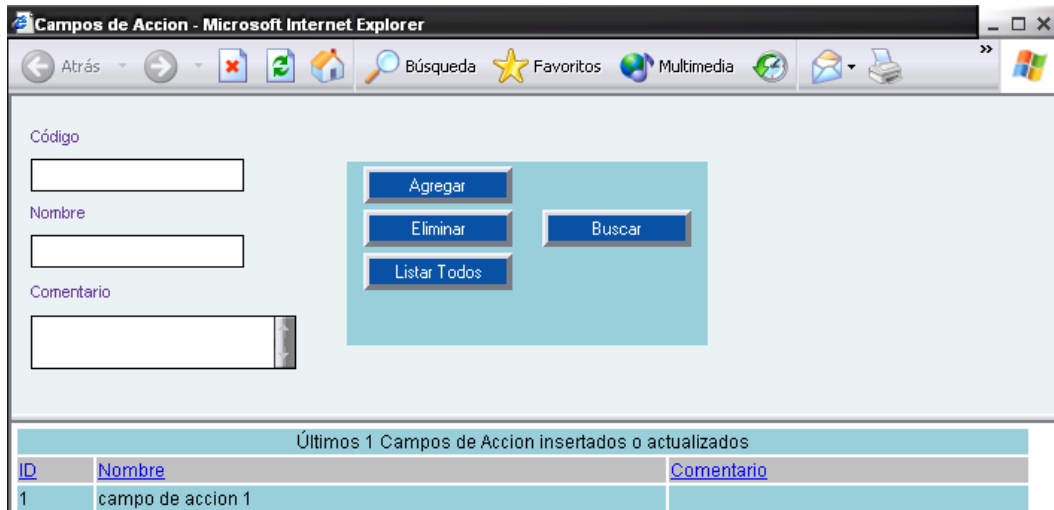 Campos de Accion - Microsoft Internet Explorer
Atrás Búsqueda Favoritos Multimedia »
Código
Agregar
Nombre
Eliminar Buscar
Listar Todos
Comentario
Últimos 1 Campos de Accion insertados o actualizados
ID Nombre Comentario
1 campo de accion 1